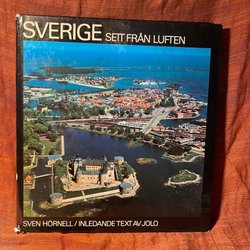 SVERIGE SETT FRÅN LUFTEN
SVEN HÖRNELL / INLEDANDE TEXT AV JOLO